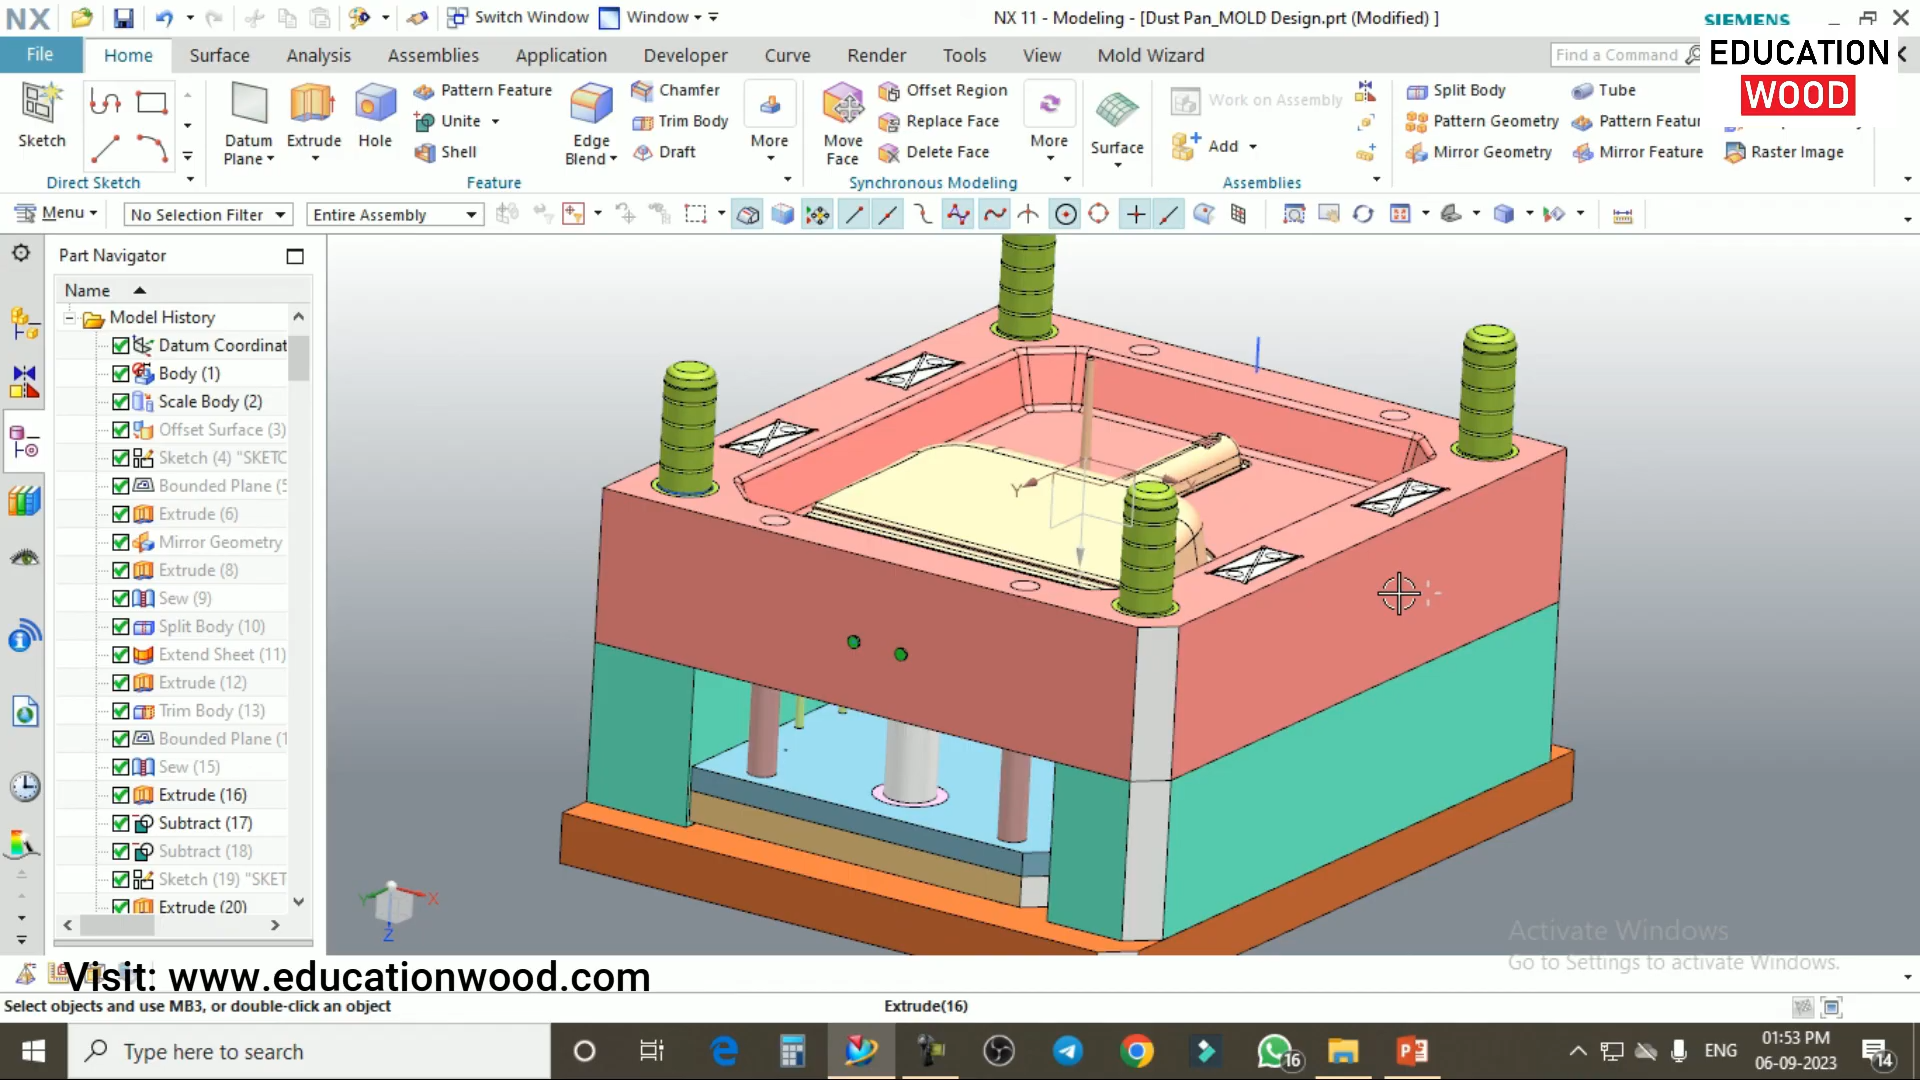 NX
Switch Window
Window
NX 11 - Modeling - [Dust Pan_MOLD Design.prt (Modified) ]
SIEMENS
File
Home
Surface
Analysis
Assemblies
Application
Developer
Curve
Render
Tools
View
Mold Wizard
Find a Command
EDUCATION
WOOD
Sketch
Direct Sketch
Datum
Plane
Extrude
Hole
Pattern Feature
Unite
Shell
Edge
Blend
Chamfer
Trim Body
Draft
More
Feature
Move
Face
Offset Region
Replace Face
Delete Face
More
Synchronous Modeling
Surface
Work on Assembly
Add
Assemblies
Split Body
Pattern Geometry
Mirror Geometry
Tube
Pattern Featur
Mirror Feature
Raster Image
Menu
No Selection Filter
Entire Assembly
Part Navigator
Name
Model History
Datum Coordinat
Body (1)
Scale Body (2)
Offset Surface (3)
Sketch (4) "SKETC
Bounded Plane (5
Extrude (6)
Mirror Geometry
Extrude (8)
Sew (9)
Split Body (10)
Extend Sheet (11)
Extrude (12)
Trim Body (13)
Bounded Plane (1
Sew (15)
Extrude (16)
Subtract (17)
Subtract (18)
Sketch (19) "SKET
Extrude (20)
Y
X
Z
Activate Windows
Go to Settings to activate Windows.
Visit: www.educationwood.com
Select objects and use MB3, or double-click an object
Extrude(16)
Type here to search
16
ENG
01:53 PM
06-09-2023
14